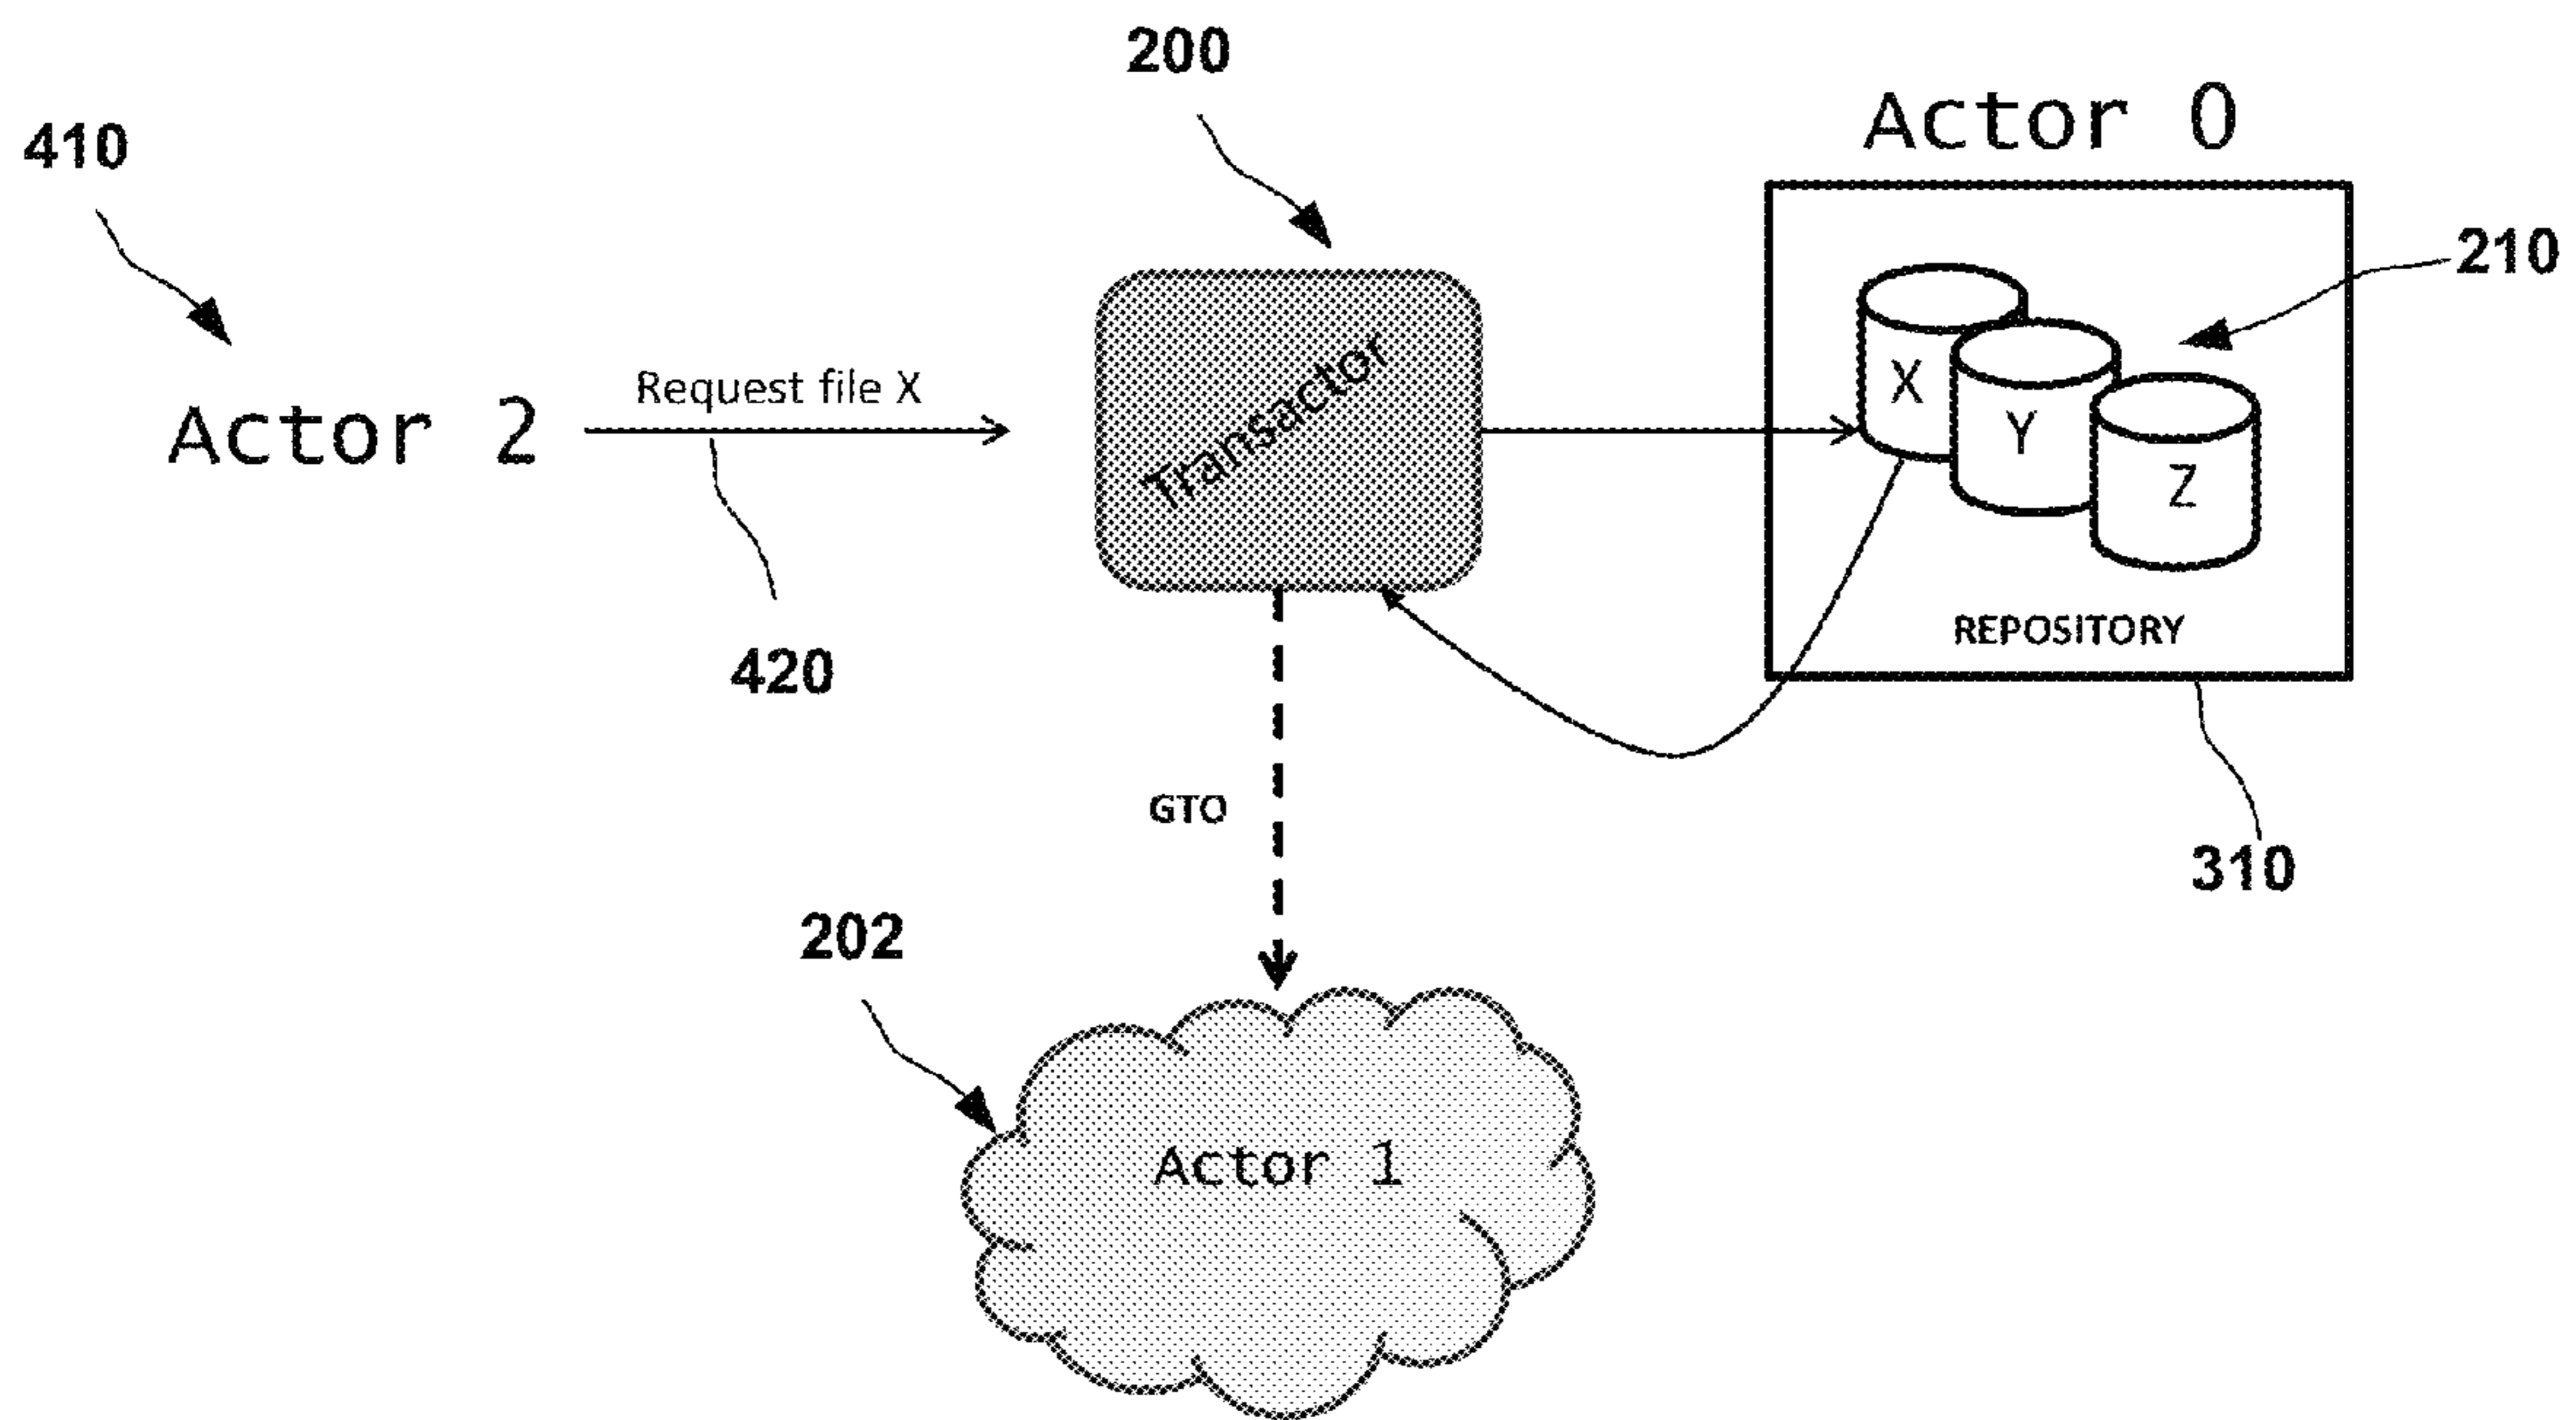 200
Actor 0
410
210
Request file X
Transactor
X
Actor 2
Y
Z
REPOSITORY
420
GTO
310
202
Actor 1